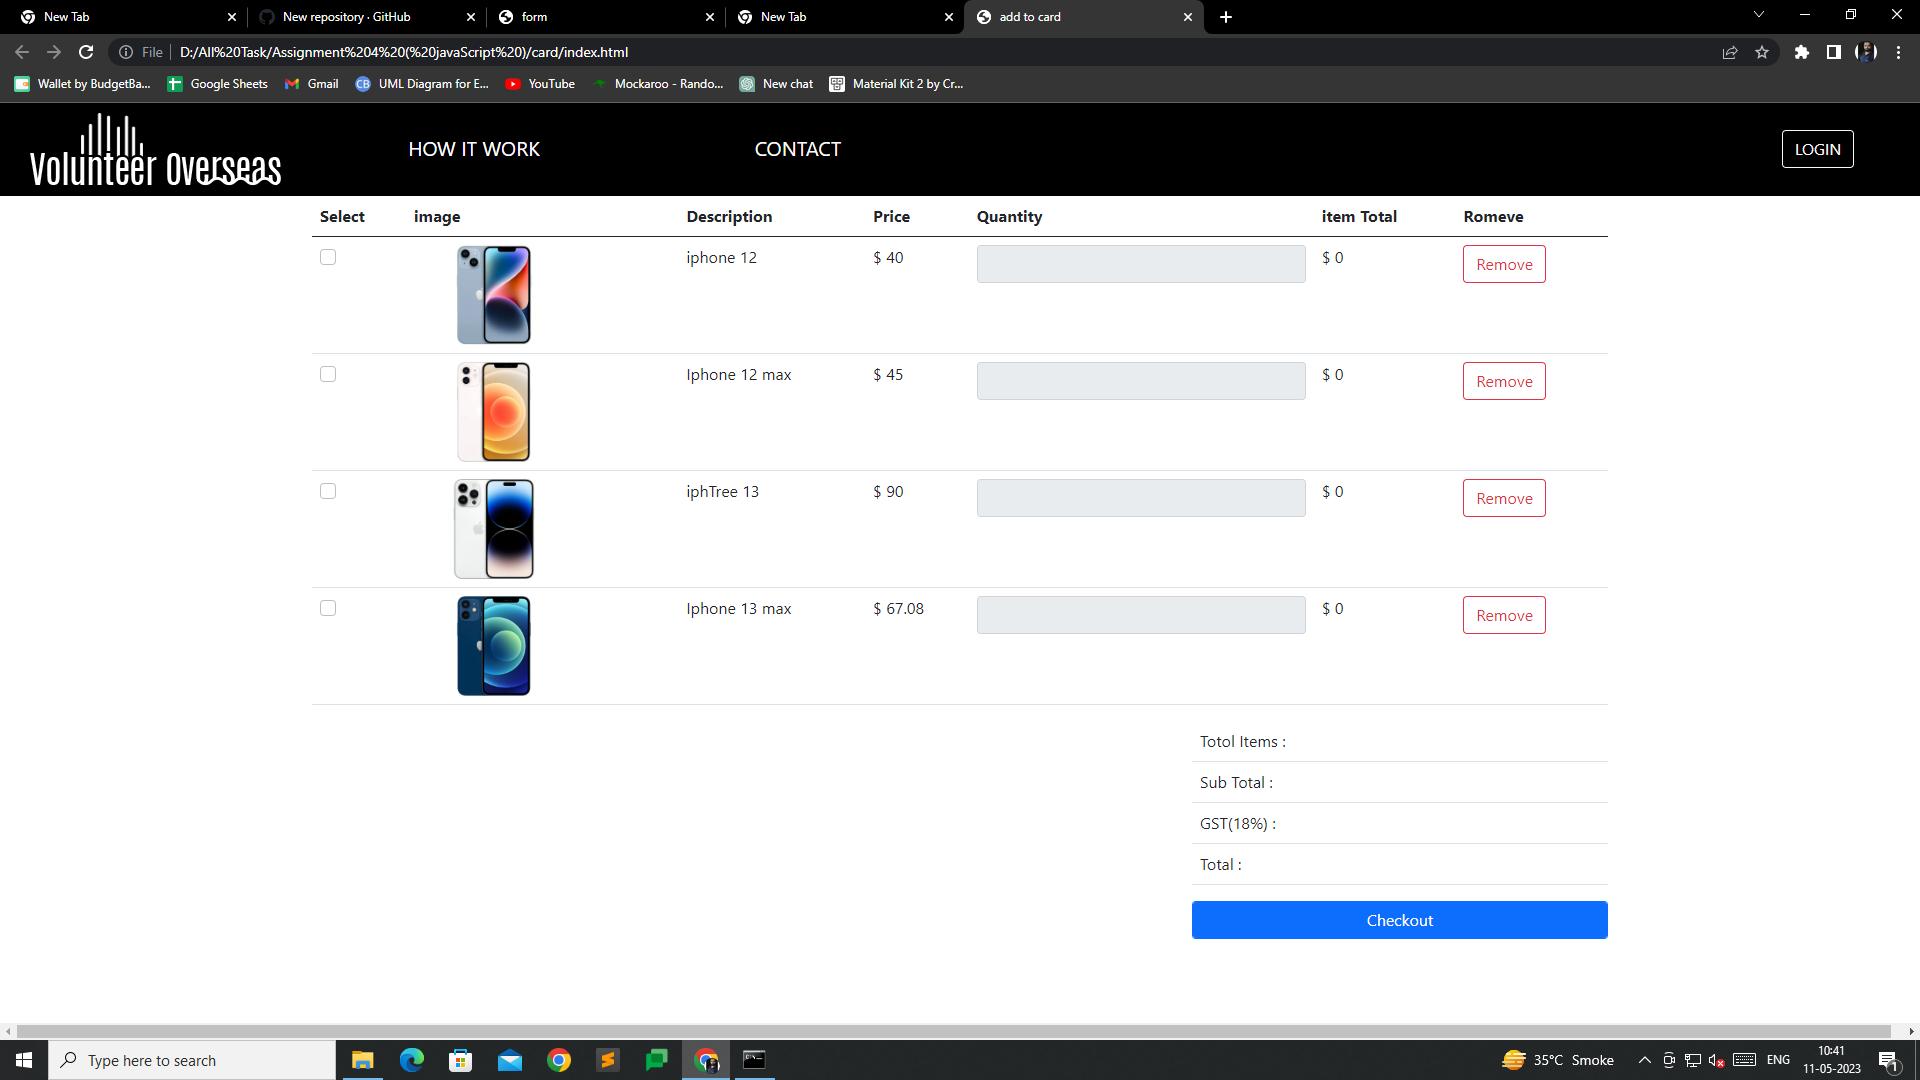 New Tab
New repository · GitHub
form
New Tab
add to card
File
D:/All%20Task/Assignment%204%20(%20javaScript%20)/card/index.html
Wallet by BudgetBa...
Google Sheets
Gmail
CB
UML Diagram for E...
YouTube
Mockaroo - Rando...
New chat
Material Kit 2 by Cr...
Volunteer Overseas
HOW IT WORK
CONTACT
LOGIN
Select image Description Price Quantity item Total Romeve
iphone 12 $ 40 $ 0 Remove
Iphone 12 max $ 45 $ 0 Remove
iphTree 13 $ 90 $ 0 Remove
Iphone 13 max $ 67.08 $ 0 Remove
Totol Items :
Sub Total :
GST(18%) :
Total :
Checkout
Type here to search
35°C Smoke
ENG
10:41
11-05-2023
1